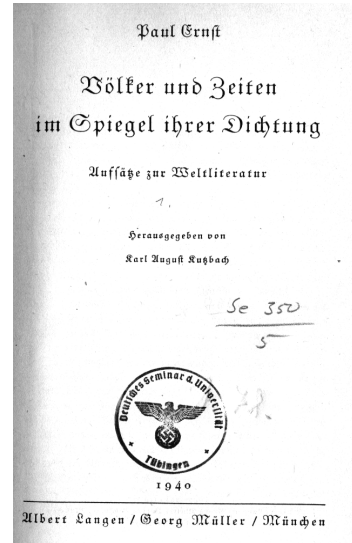 Paul Ernst
Völker und Zeiten
im Spiegel ihrer Dichtung
Aufsätze zur Weltliteratur
1.
Herausgegeben von
Karl August Kutzbach
Se 350
5
Deutsches Seminar d. Universität
Tübingen
1940
Albert Langen / Georg Müller / München